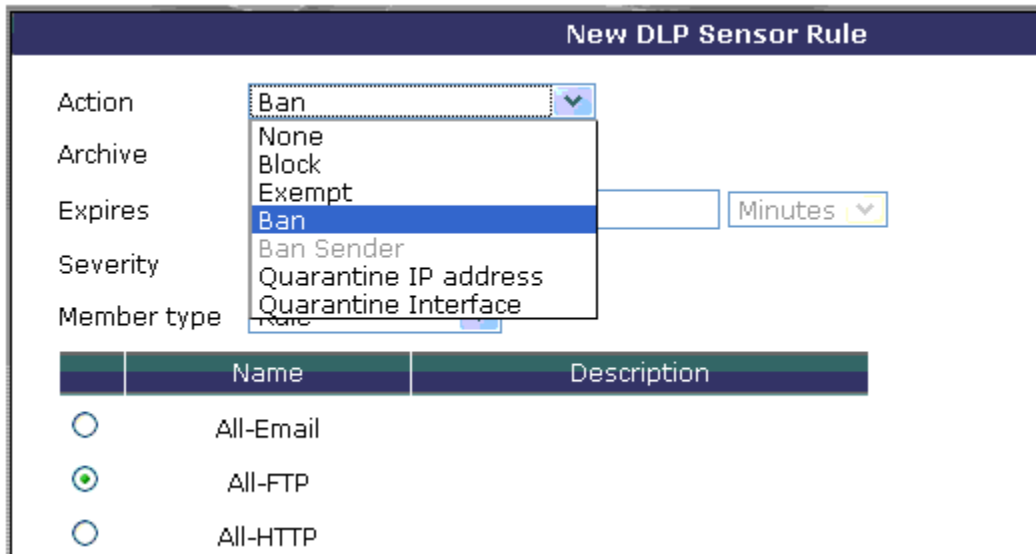 New DLP Sensor Rule
Action Ban
None
Archive
Block
Exempt
Expires
Ban
Minutes
Ban Sender
Severity
Quarantine IP address
Quarantine Interface
Member type Rule
Name Description
All-Email
All-FTP
All-HTTP